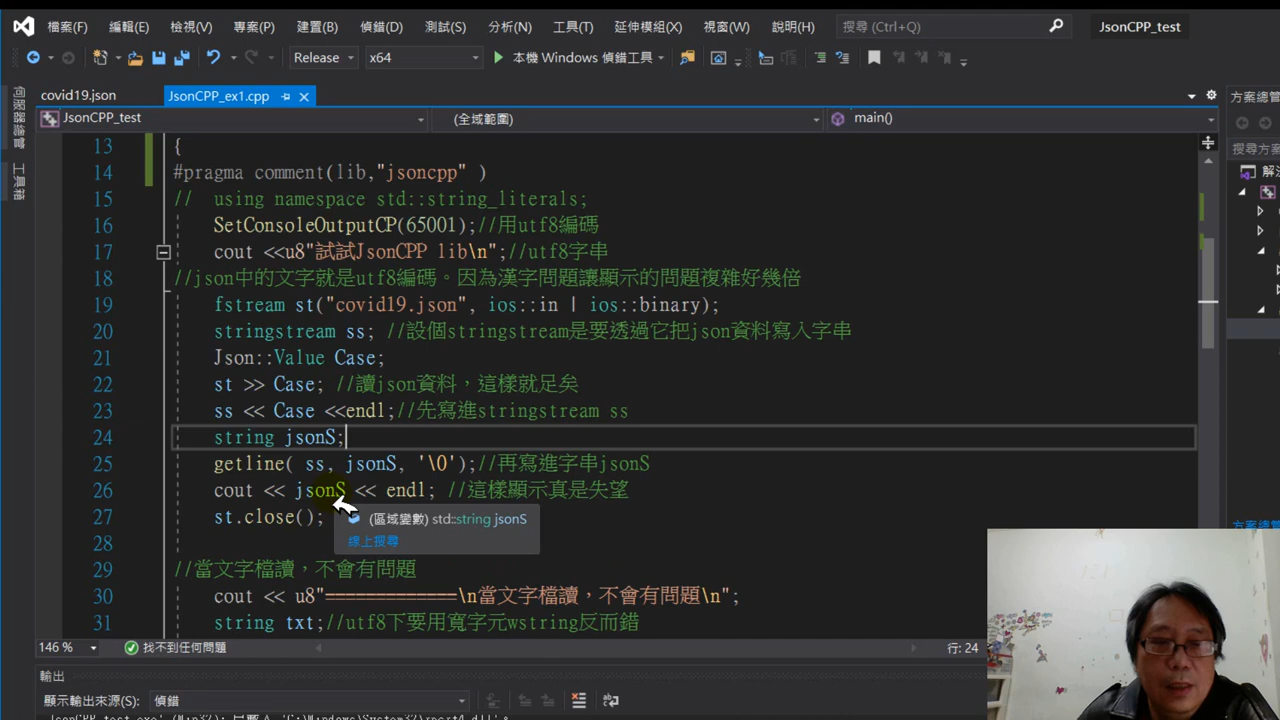 檔案(F) 編輯(E) 檢視(V) 專案(P) 建置(B) 偵錯(D) 測試(S) 分析(N) 工具(T) 延伸模組(X) 視窗(W) 說明(H) 搜尋 (Ctrl+Q) JsonCPP_test
Release x64 本機 Windows 偵錯工具
伺服器總管
工具箱
covid19.json JsonCPP_ex1.cpp
方案總管
JsonCPP_test (全域範圍) main()
搜尋方案
13 {
14 #pragma comment(lib,"jsoncpp" )
15 //  using namespace std::string_literals;
16 SetConsoleOutputCP(65001);//用utf8編碼
17 cout <<u8"試試JsonCPP lib\n";//utf8字串
18 //json中的文字就是utf8編碼。因為漢字問題讓顯示的問題複雜好幾倍
19 fstream st("covid19.json", ios::in | ios::binary);
20 stringstream ss; //設個stringstream是要透過它把json資料寫入字串
21 Json::Value Case;
22 st >> Case; //讀json資料，這樣就足矣
23 ss << Case <<endl;//先寫進stringstream ss
24 string jsonS;
25 getline( ss, jsonS, '\0');//再寫進字串jsonS
26 cout << jsonS << endl; //這樣顯示真是失望
27 st.close();
(區域變數) std::string jsonS
線上搜尋
28
29 //當文字檔讀，不會有問題
30 cout << u8"=============\n當文字檔讀，不會有問題\n";
31 string txt;//utf8下要用寬字元wstring反而錯
146 % 找不到任何問題 行: 24
輸出
顯示輸出來源(S): 偵錯